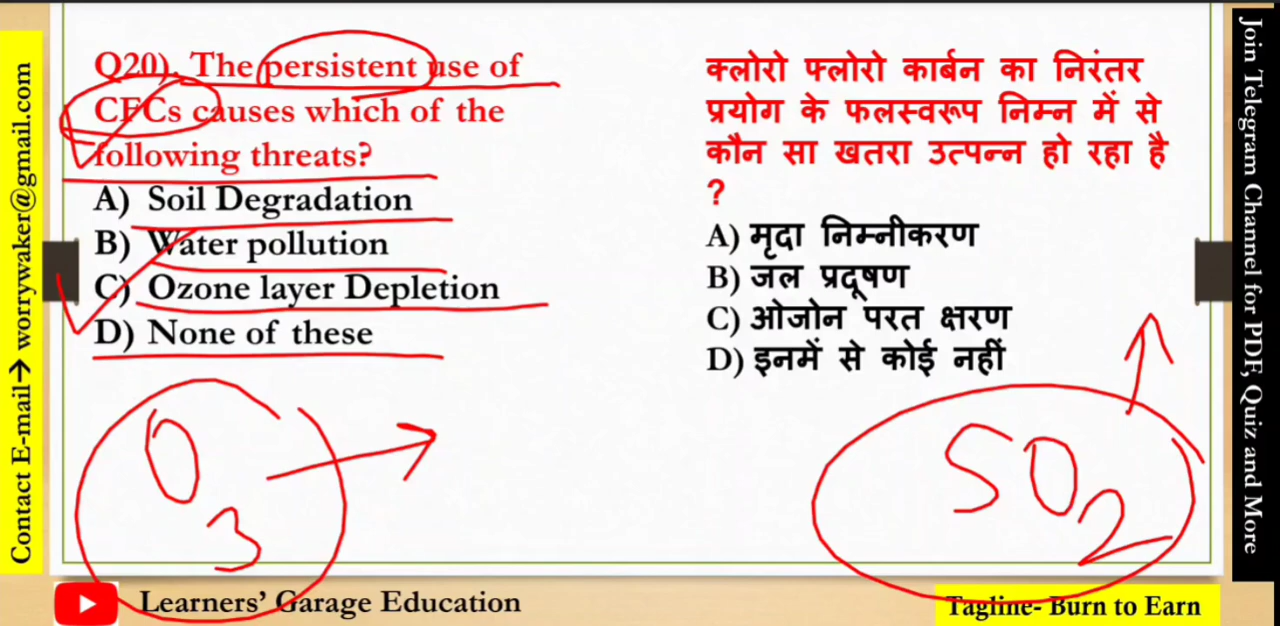 Q20). The persistent use of
CFCs causes which of the
following threats?
A) Soil Degradation
B) Water pollution
C) Ozone layer Depletion
D) None of these
क्लोरो फ्लोरो कार्बन का निरंतर
प्रयोग के फलस्वरूप निम्न में से
कौन सा खतरा उत्पन्न हो रहा है
?
A) मृदा निम्नीकरण
B) जल प्रदूषण
C) ओजोन परत क्षरण
D) इनमें से कोई नहीं
O3
SO2
Contact E-mail→ worrywaker@gmail.com
Join Telegram Channel for PDF, Quiz and More
Learners' Garage Education
Tagline- Burn to Earn